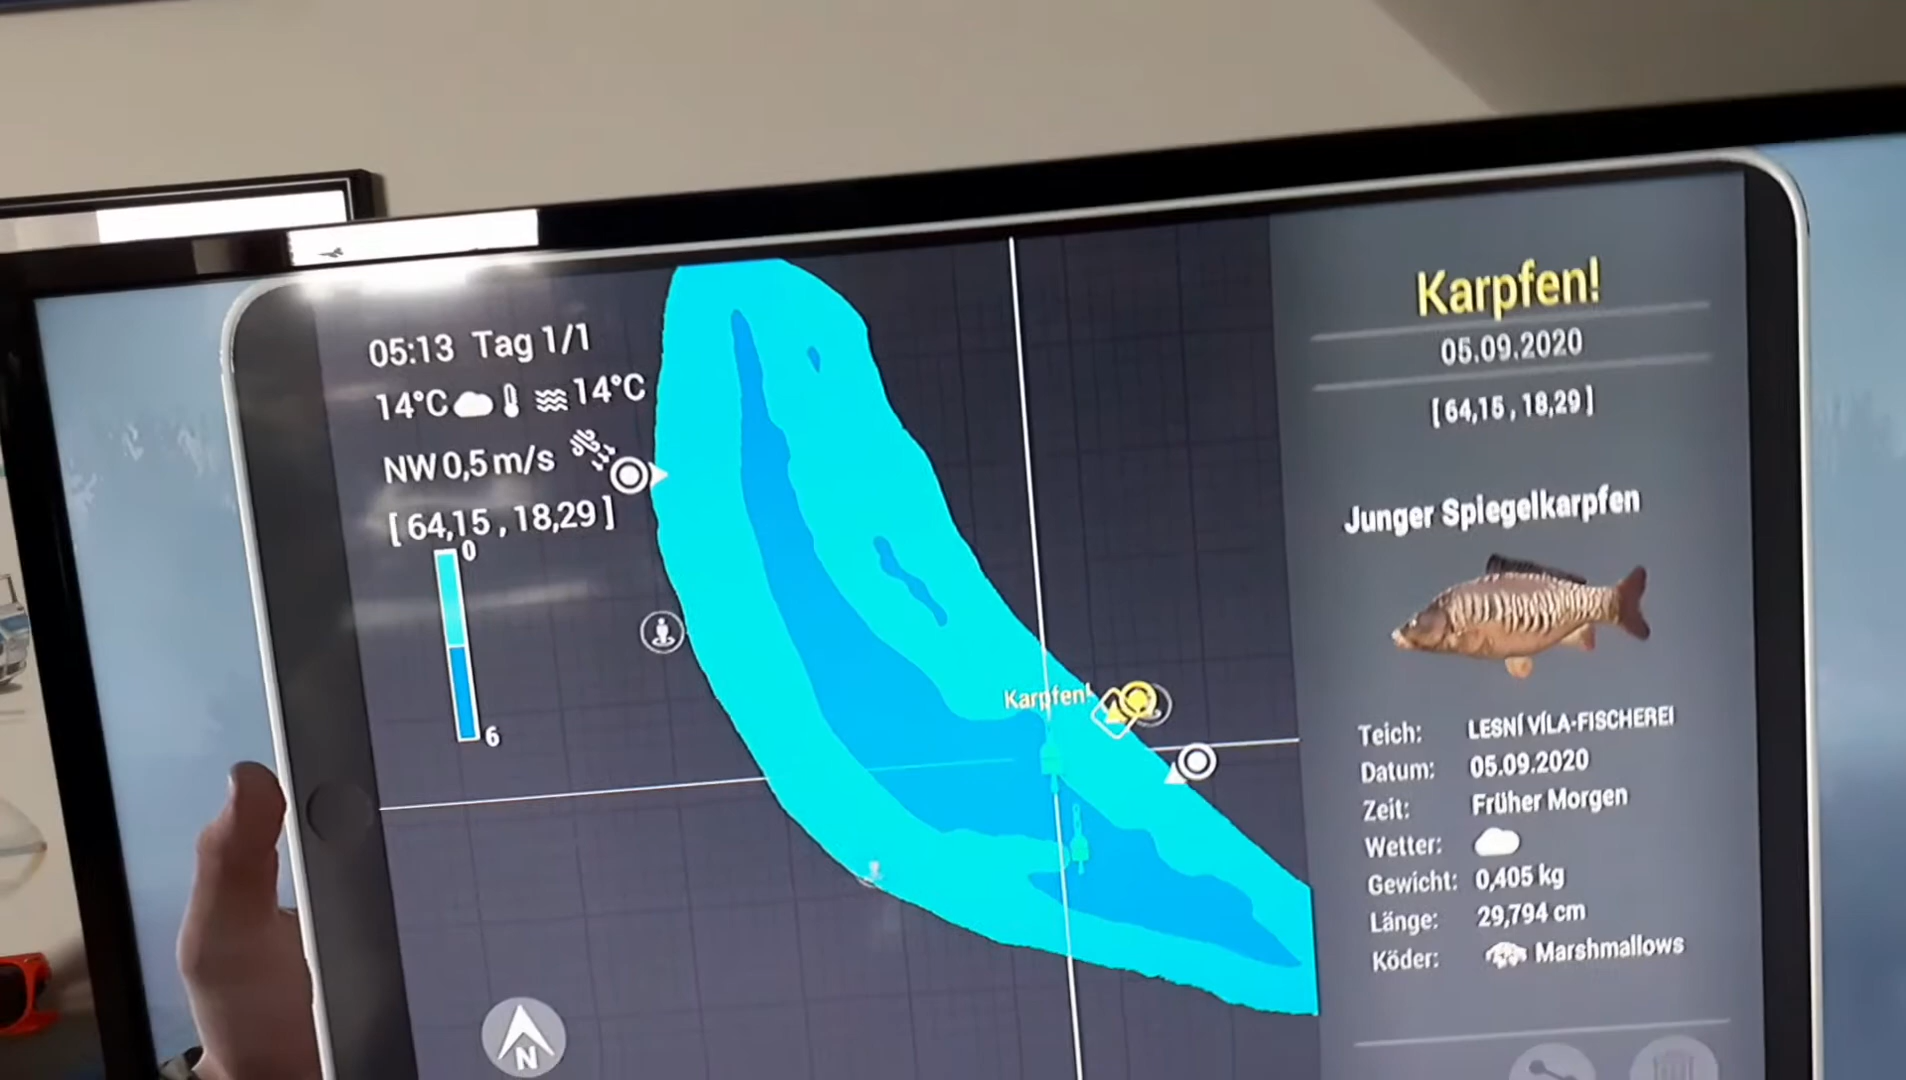 05:13 Tag 1/1
14°C 14°C
NW 0,5 m/s
[ 64,15 , 18,29 ]
0
6
Karpfen!
N
Karpfen!
05.09.2020
[ 64,15 , 18,29 ]
Junger Spiegelkarpfen
Teich: LESNÍ VÍLA-FISCHEREI
Datum: 05.09.2020
Zeit: Früher Morgen
Wetter:
Gewicht: 0,405 kg
Länge: 29,794 cm
Köder: Marshmallows